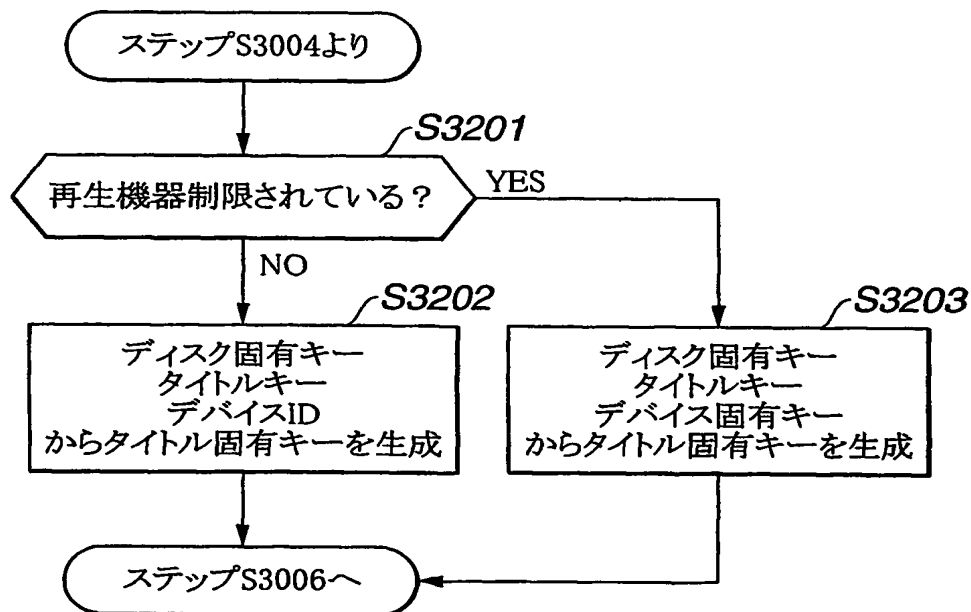 ステップS3004より
S3201
再生機器制限されている？
YES
NO
S3202
ディスク固有キー
タイトルキー
デバイスID
からタイトル固有キーを生成
S3203
ディスク固有キー
タイトルキー
デバイス固有キー
からタイトル固有キーを生成
ステップS3006へ